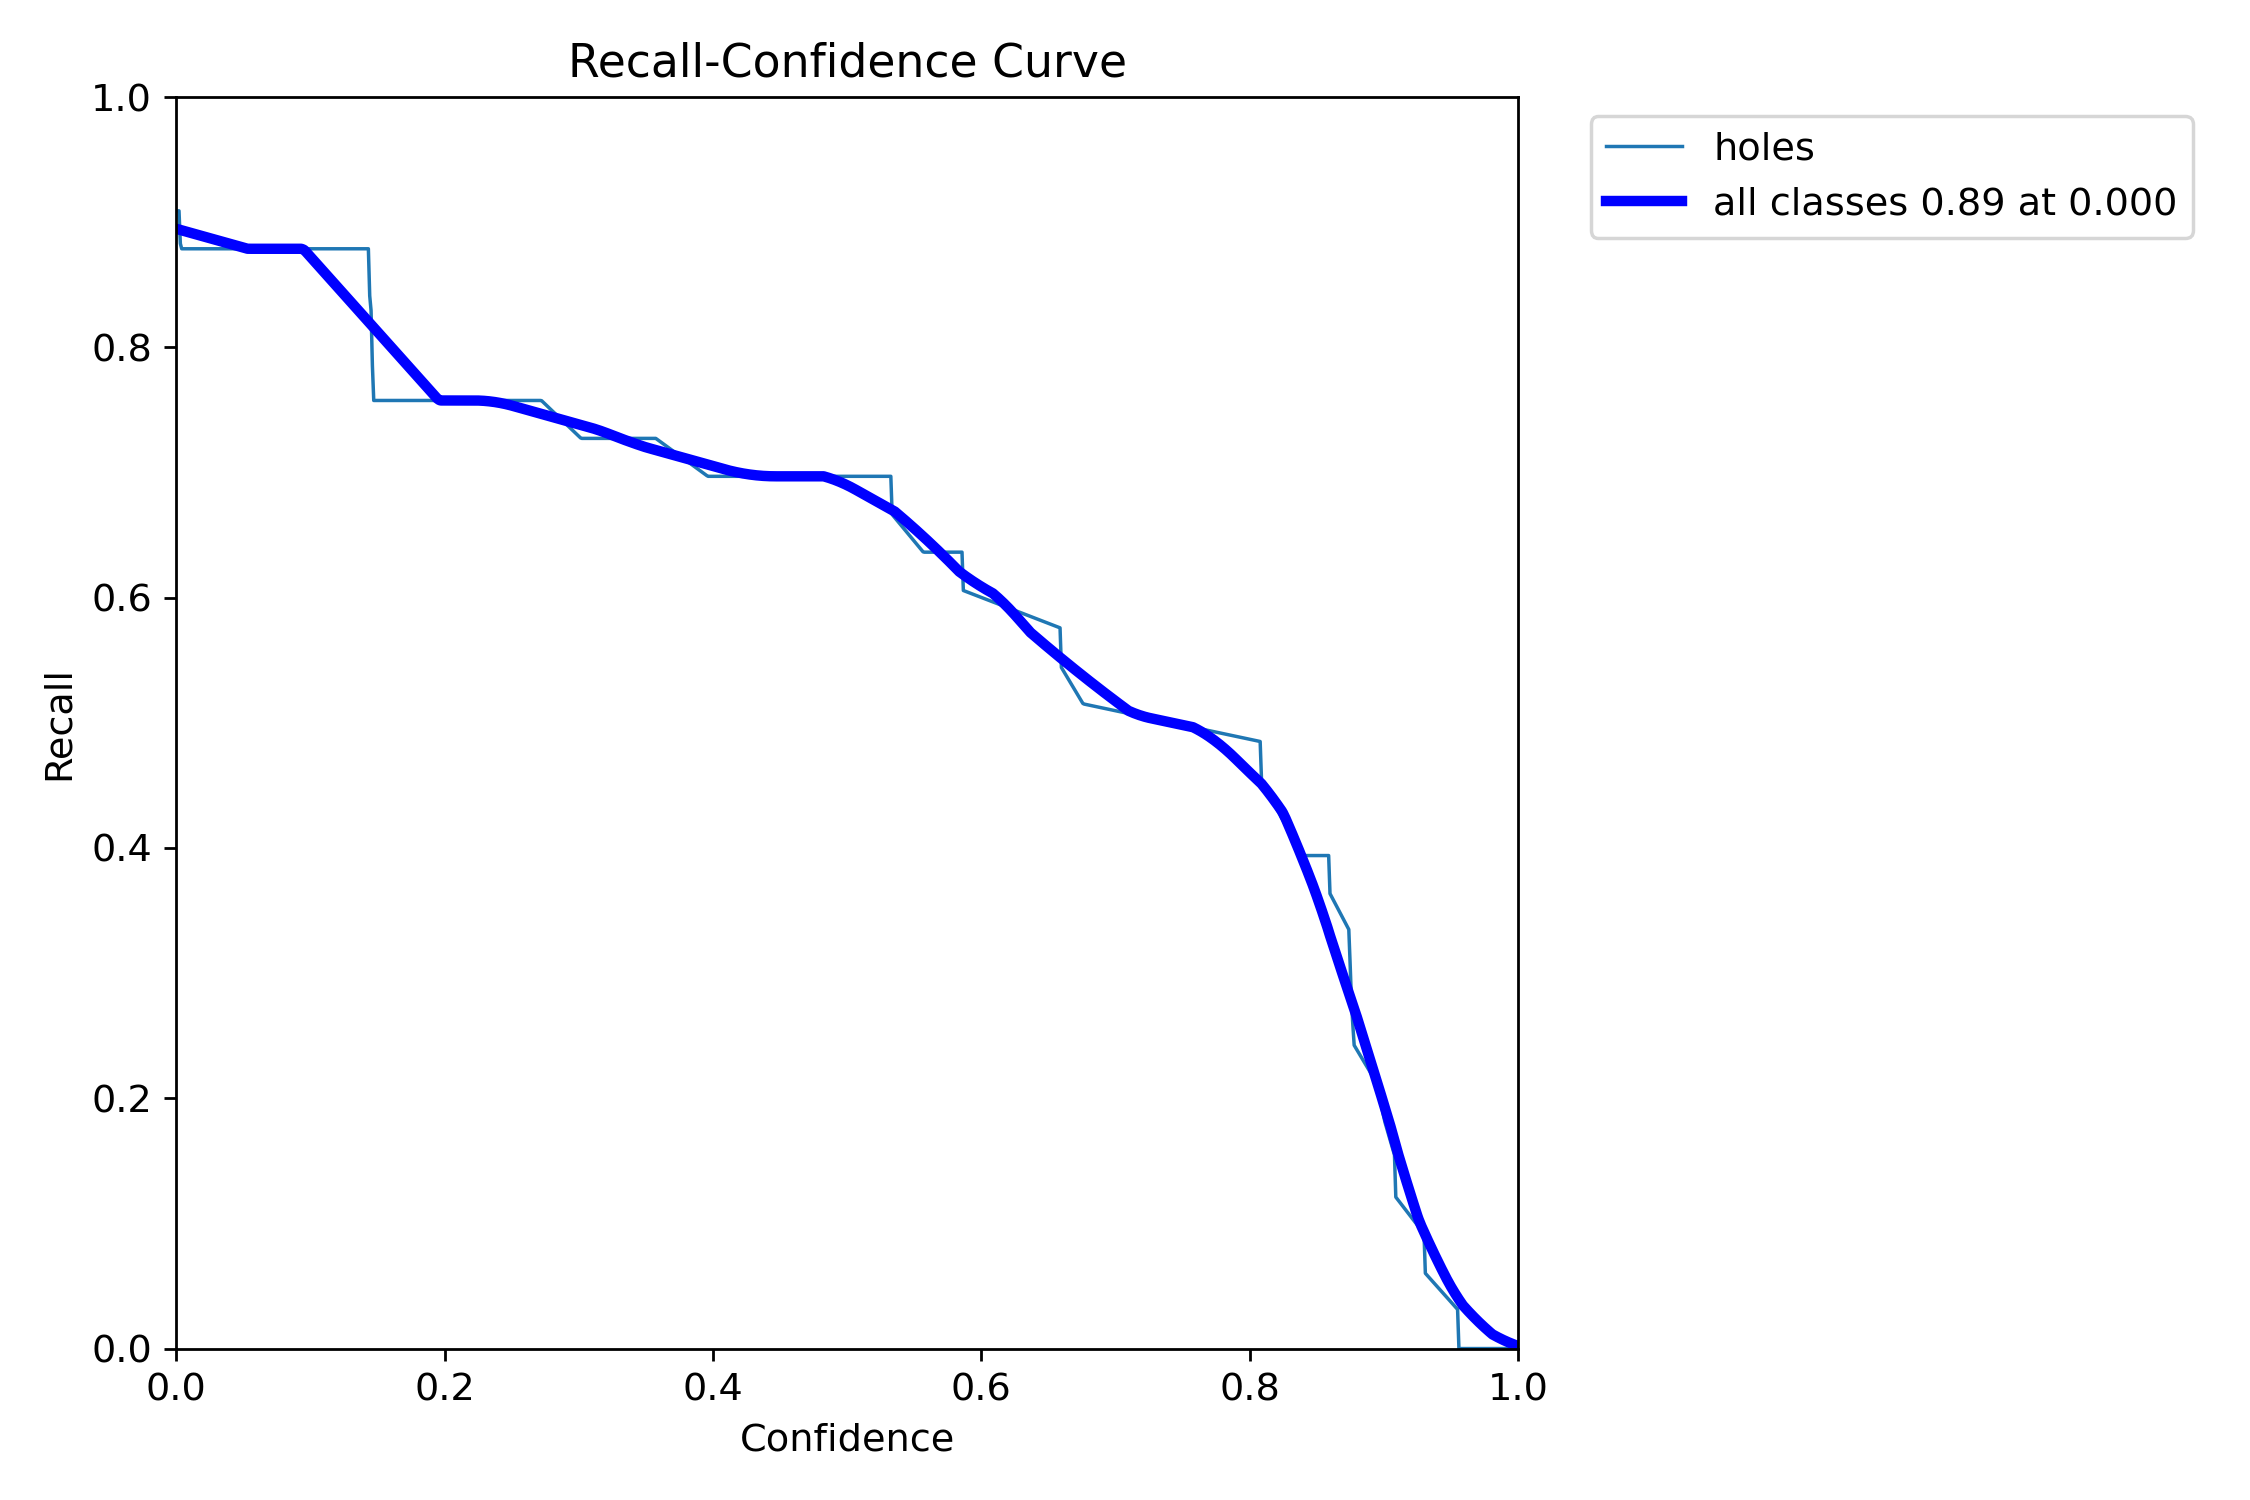 Recall-Confidence Curve
1.0
0.8
0.6
0.4
0.2
0.0
Recall
0.0 0.2 0.4 0.6 0.8 1.0
Confidence
holes
all classes 0.89 at 0.000